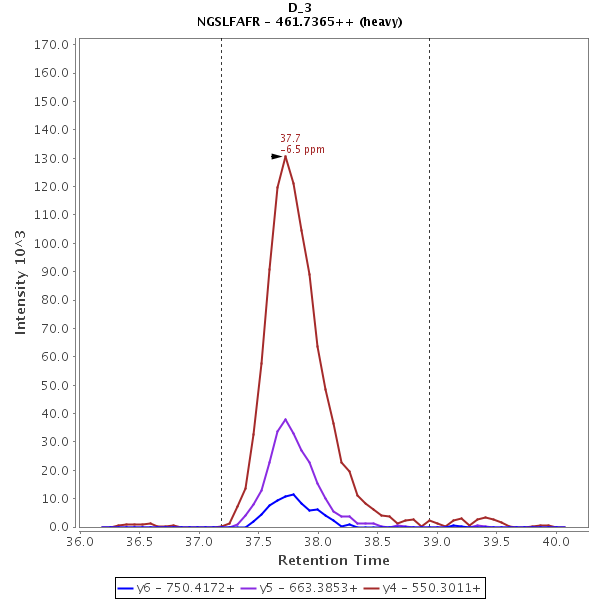 D_3
NGSLFAFR - 461.7365++ (heavy)
Intensity 10^3
170.0
160.0
150.0
140.0
130.0
120.0
110.0
100.0
90.0
80.0
70.0
60.0
50.0
40.0
30.0
20.0
10.0
0.0
37.7
-6.5 ppm
36.0 36.5 37.0 37.5 38.0 38.5 39.0 39.5 40.0
Retention Time
y6 - 750.4172+ y5 - 663.3853+ y4 - 550.3011+